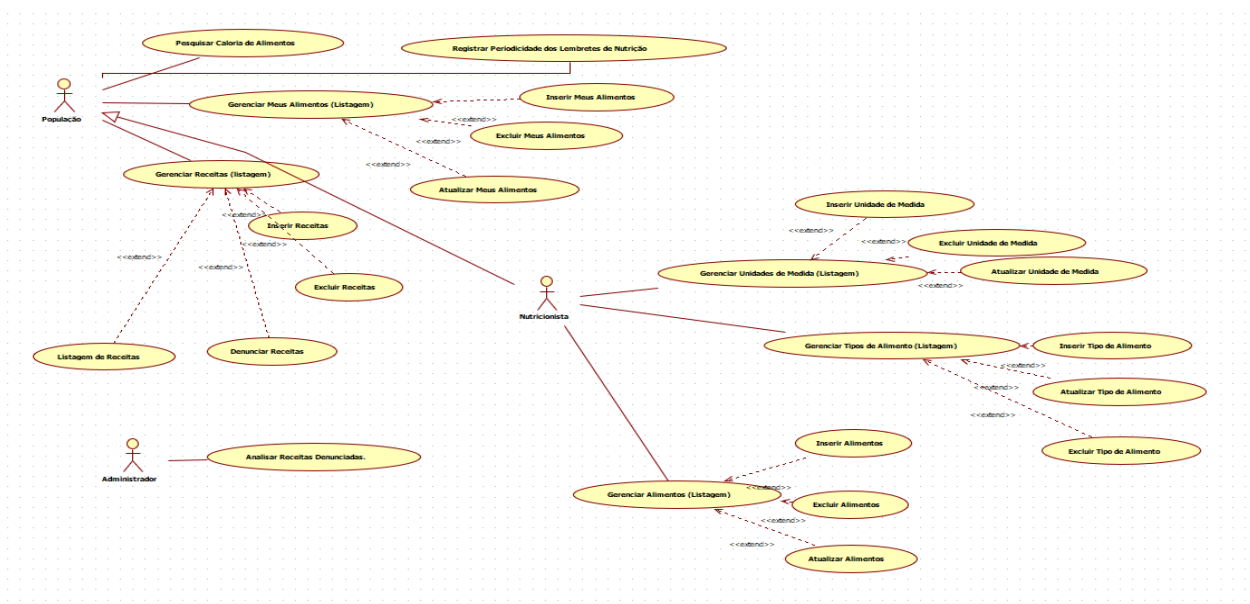 Pesquisar Caloria de Alimentos
Registrar Periodicidade dos Lembretes de Nutrição
População
Gerenciar Meus Alimentos (Listagem)
Inserir Meus Alimentos
<<extend>>
Excluir Meus Alimentos
<<extend>>
Atualizar Meus Alimentos
Gerenciar Receitas (listagem)
<<extend>>
Inserir Receitas
<<extend>>
<<extend>>
<<extend>>
Excluir Receitas
Listagem de Receitas
Denunciar Receitas
Inserir Unidade de Medida
<<extend>>
<<extend>>
Excluir Unidade de Medida
Gerenciar Unidades de Medida (Listagem)
Atualizar Unidade de Medida
<<extend>>
Nutricionista
Gerenciar Tipos de Alimento (Listagem)
Inserir Tipo de Alimento
<<extend>>
<<extend>>
Atualizar Tipo de Alimento
<<extend>>
Excluir Tipo de Alimento
Administrador
Analisar Receitas Denunciadas.
Inserir Alimentos
<<extend>>
Gerenciar Alimentos (Listagem)
Excluir Alimentos
<<extend>>
<<extend>>
Atualizar Alimentos